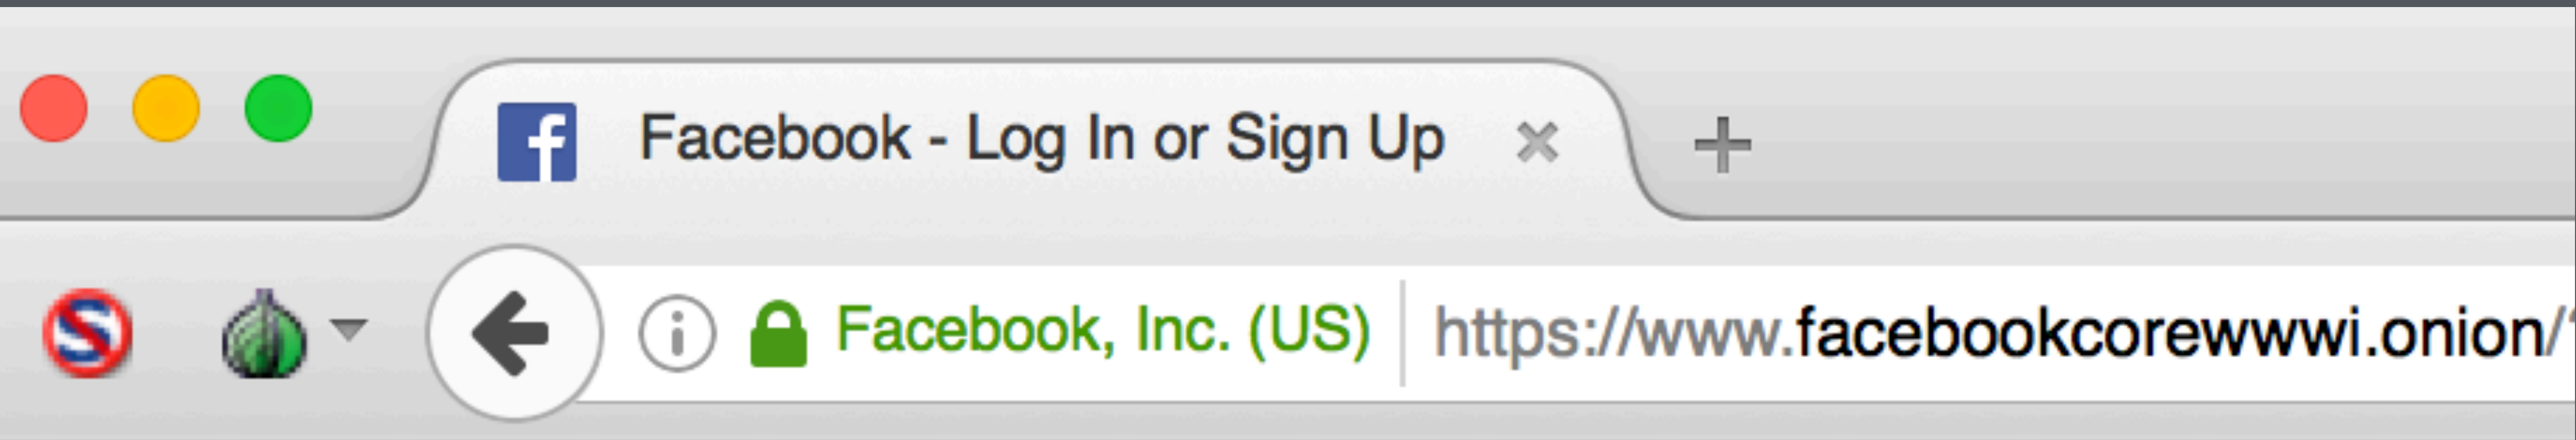 Facebook - Log In or Sign Up
Facebook, Inc. (US) https://www.facebookcorewwwi.onion/